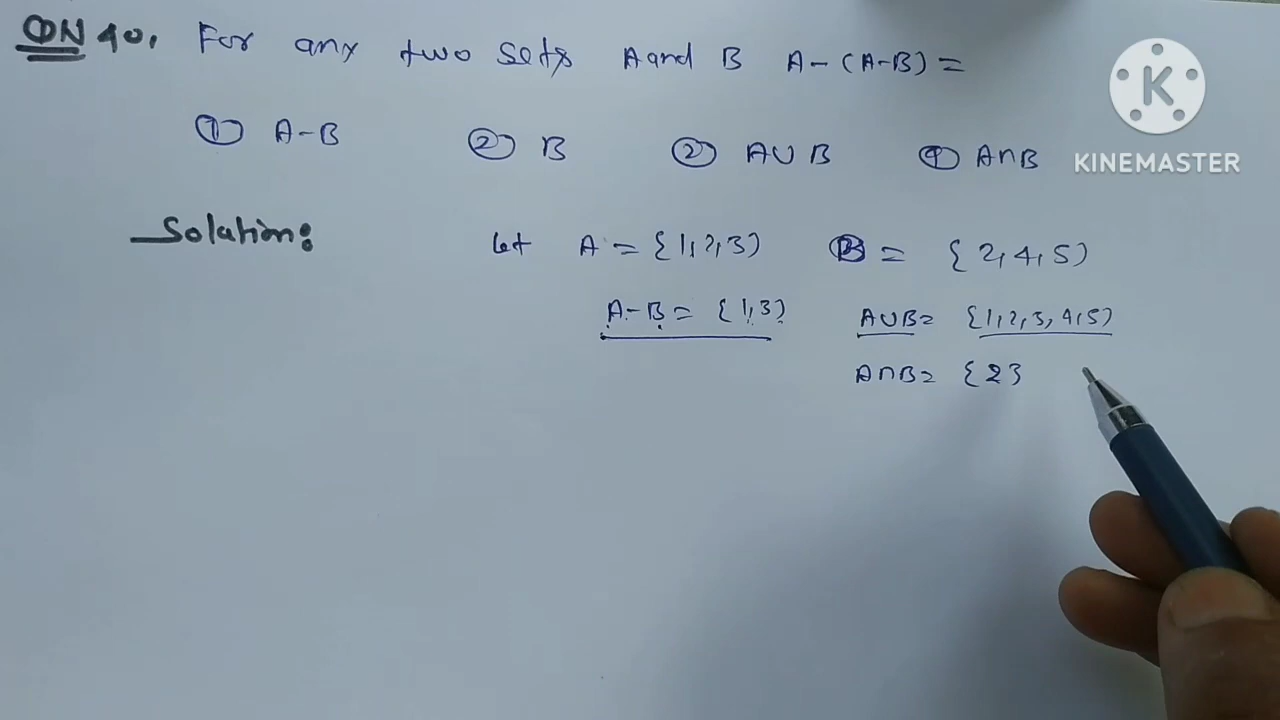 QN 40. For any two sets A and B A-(A-B) =
① A-B ② B ② A∪B ④ A∩B
KINEMASTER
Solution:
Let A = {1,2,3} B = {2,4,5}
A-B = {1,3} A∪B = {1,2,3,4,5}
A∩B = {2}